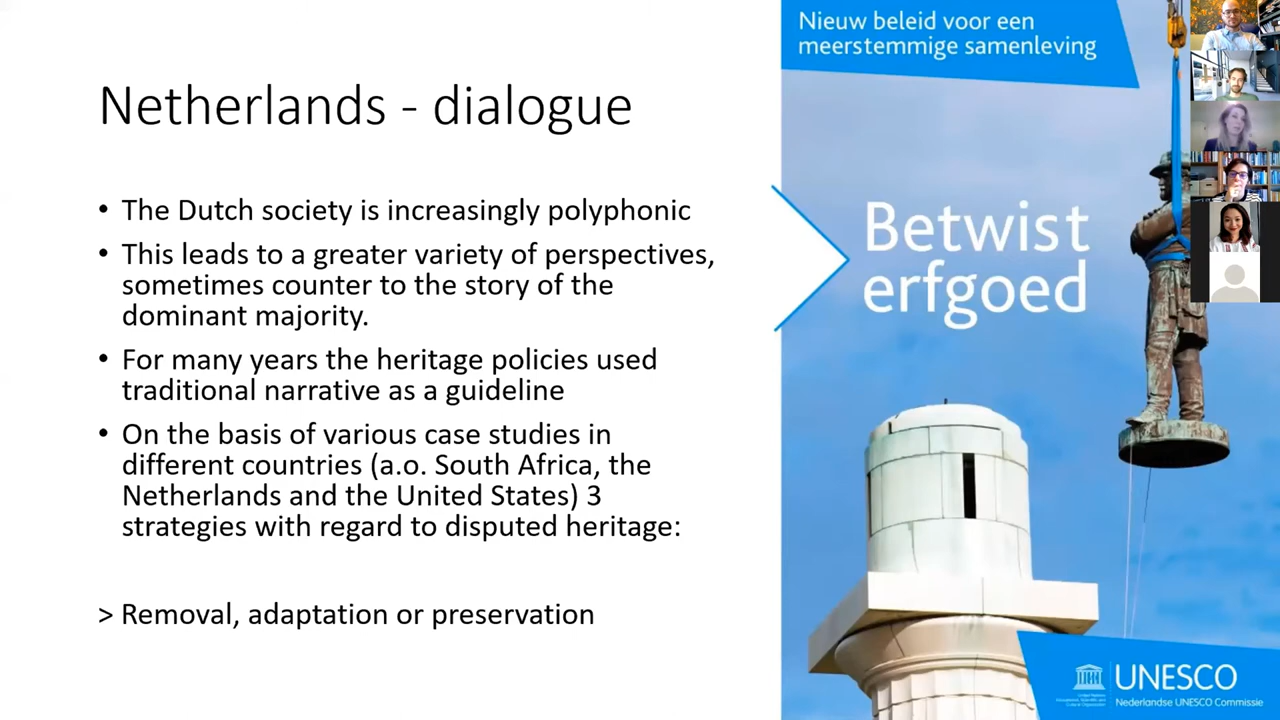 Netherlands - dialogue
• The Dutch society is increasingly polyphonic
• This leads to a greater variety of perspectives,
sometimes counter to the story of the
dominant majority.
• For many years the heritage policies used
traditional narrative as a guideline
• On the basis of various case studies in
different countries (a.o. South Africa, the
Netherlands and the United States) 3
strategies with regard to disputed heritage:
> Removal, adaptation or preservation
Nieuw beleid voor een
meerstemmige samenleving
Betwist
erfgoed
UNESCO
Nederlandse UNESCO Commissie